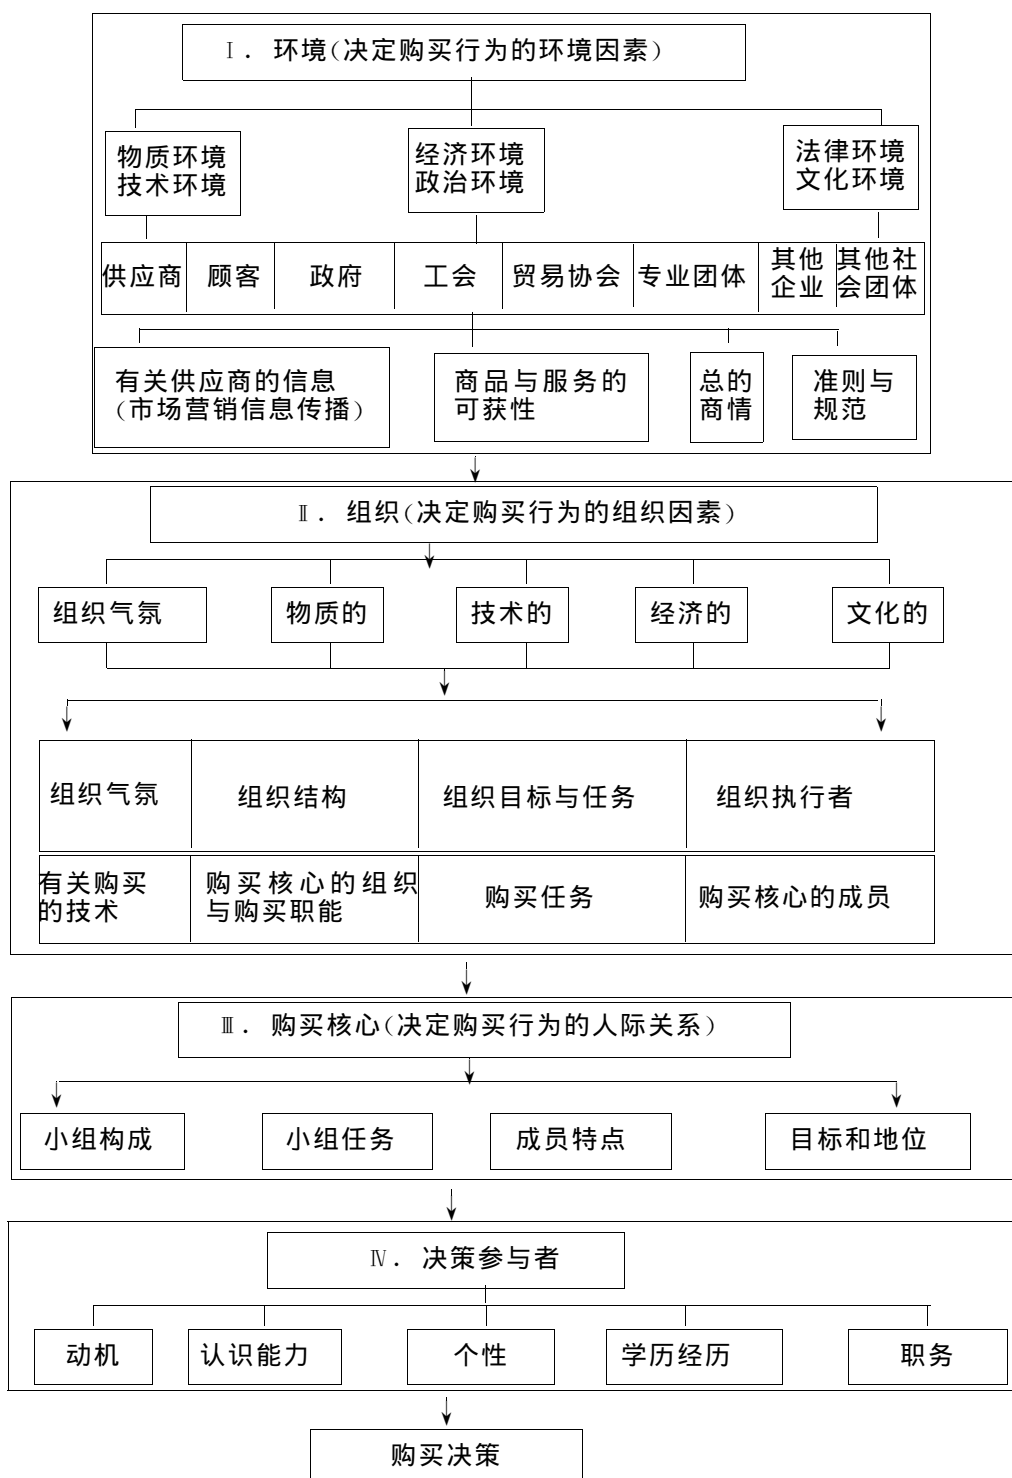 Ⅰ. 环境(决定购买行为的环境因素)
物质环境
技术环境
经济环境
政治环境
法律环境
文化环境
供应商
顾客
政府
工会
贸易协会
专业团体
其他
企业
其他社
会团体
有关供应商的信息
(市场营销信息传播)
商品与服务的
可获性
总的
商情
准则与
规范
Ⅱ. 组织(决定购买行为的组织因素)
组织气氛
物质的
技术的
经济的
文化的
组织气氛
组织结构
组织目标与任务
组织执行者
有关购买
的技术
购买核心的组织
与购买职能
购买任务
购买核心的成员
Ⅲ. 购买核心(决定购买行为的人际关系)
小组构成
小组任务
成员特点
目标和地位
Ⅳ. 决策参与者
动机
认识能力
个性
学历经历
职务
购买决策